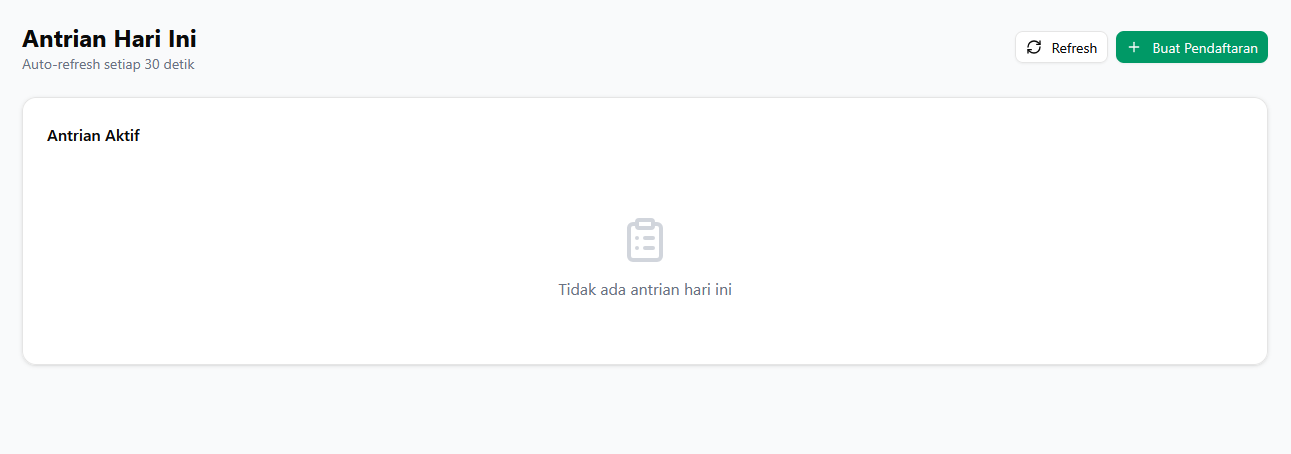 Antrian Hari Ini
Auto-refresh setiap 30 detik
Refresh
Buat Pendaftaran
Antrian Aktif
Tidak ada antrian hari ini